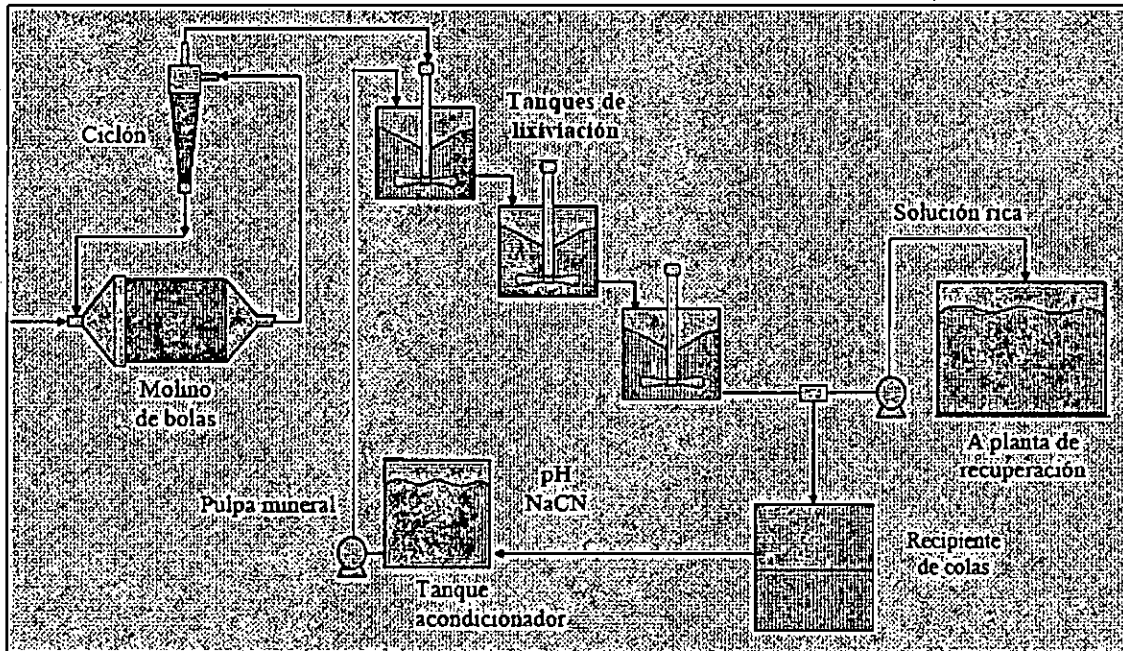 Ciclón
Tanques de
lixiviación
Solución rica
Molino
de bolas
A planta de
recuperación
Pulpa mineral
pH
NaCN
Recipiente
de colas
Tanque
acondicionador